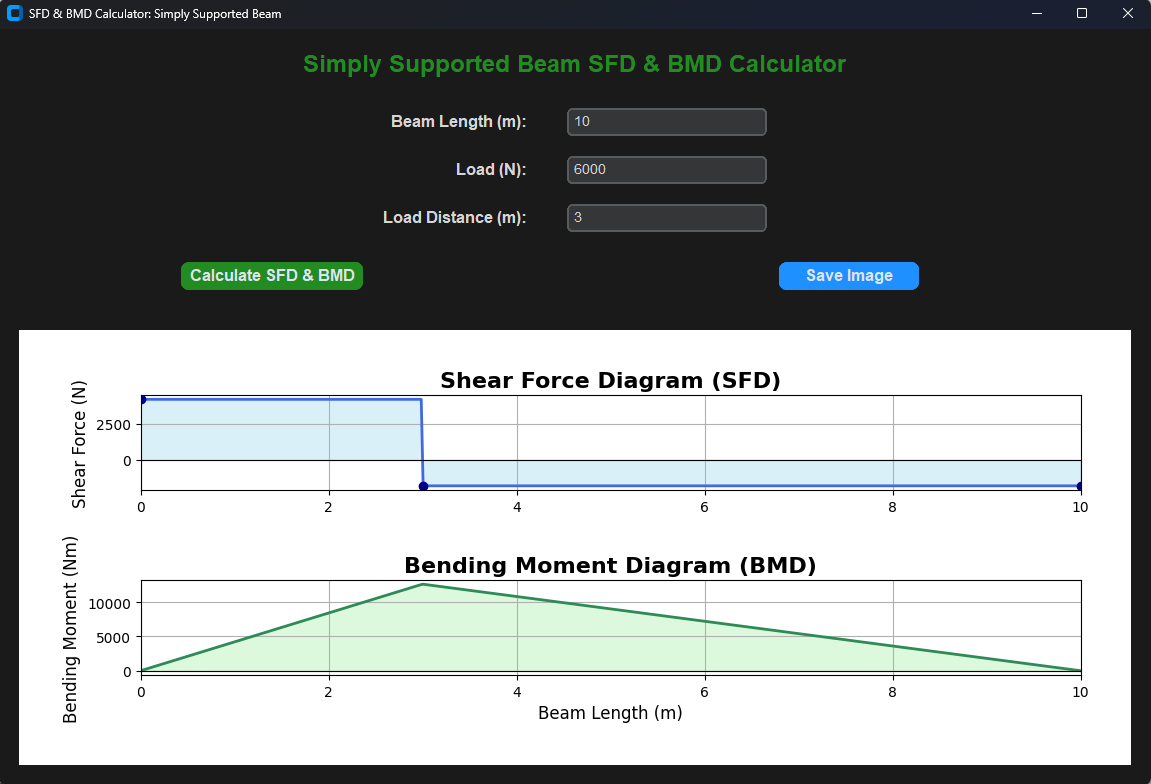 SFD & BMD Calculator: Simply Supported Beam
Simply Supported Beam SFD & BMD Calculator
Beam Length (m): 10
Load (N): 6000
Load Distance (m): 3
Calculate SFD & BMD Save Image
Shear Force Diagram (SFD)
Shear Force (N)
2500
0
0 2 4 6 8 10
Bending Moment Diagram (BMD)
Bending Moment (Nm)
10000
5000
0
0 2 4 6 8 10
Beam Length (m)